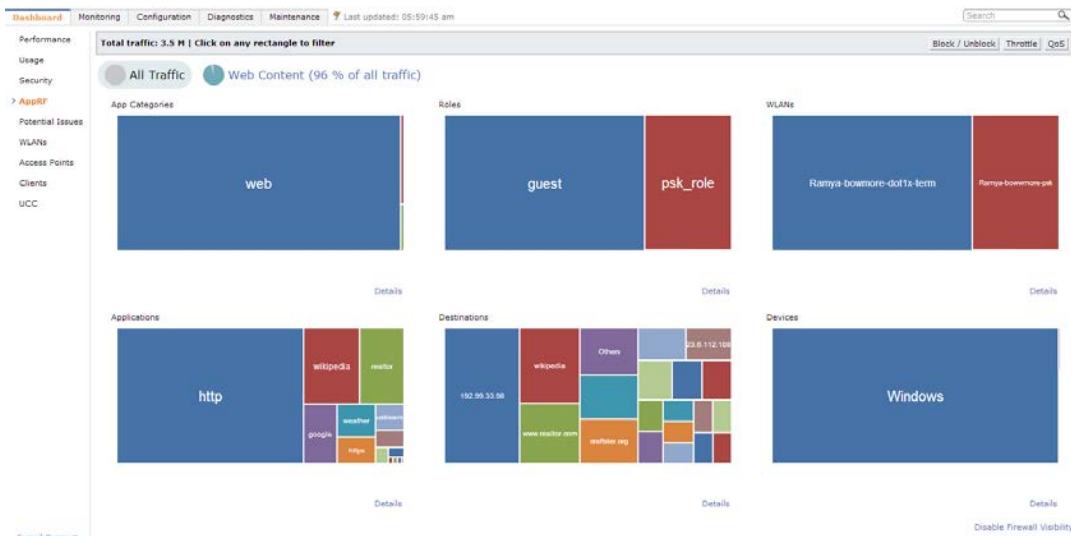 Dashboard Monitoring Configuration Diagnostics Maintenance Last updated: 05:59:45 am Search
Performance
Usage
Security
> AppRF
Potential Issues
WLANs
Access Points
Clients
UCC
Total traffic: 3.5 M | Click on any rectangle to filter
Block / Unblock Throttle QoS
All Traffic Web Content (96 % of all traffic)
App Categories Roles WLANs
web guest psk_role Ramya-bowmore-dot1x-term Ramya-bowmore-psk
Details Details Details
Applications Destinations Devices
http
wikipedia
realtor
google
weather
https
192.99.33.58
wikipedia
www.realtor.com
Others
23.6.112.108
Windows
Details Details Details
Disable Firewall Visibility